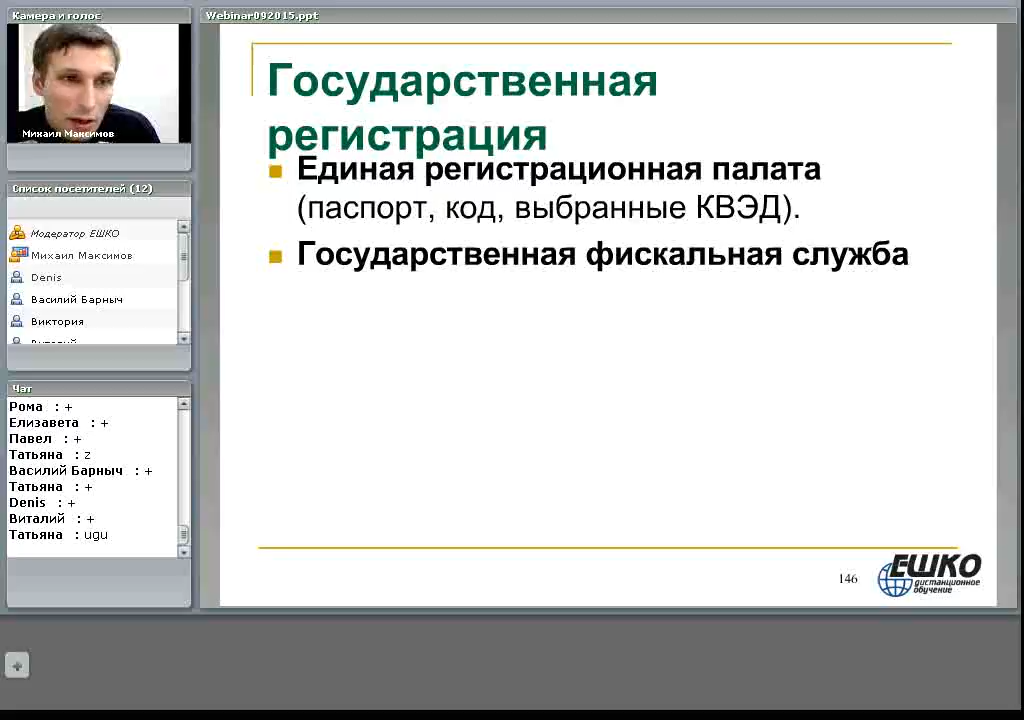 Камера и голос
Михаил Максимов
Список посетителей (12)
Модератор ЕШКО
Михаил Максимов
Denis
Василий Барныч
Виктория
Чат
Рома : +
Елизавета : +
Павел : +
Татьяна : z
Василий Барныч : +
Татьяна : +
Denis : +
Виталий : +
Татьяна : ugu
Webinar092015.ppt
Государственная
регистрация
Единая регистрационная палата
(паспорт, код, выбранные КВЭД).
Государственная фискальная служба
146
ЕШКО
дистанционное
обучение